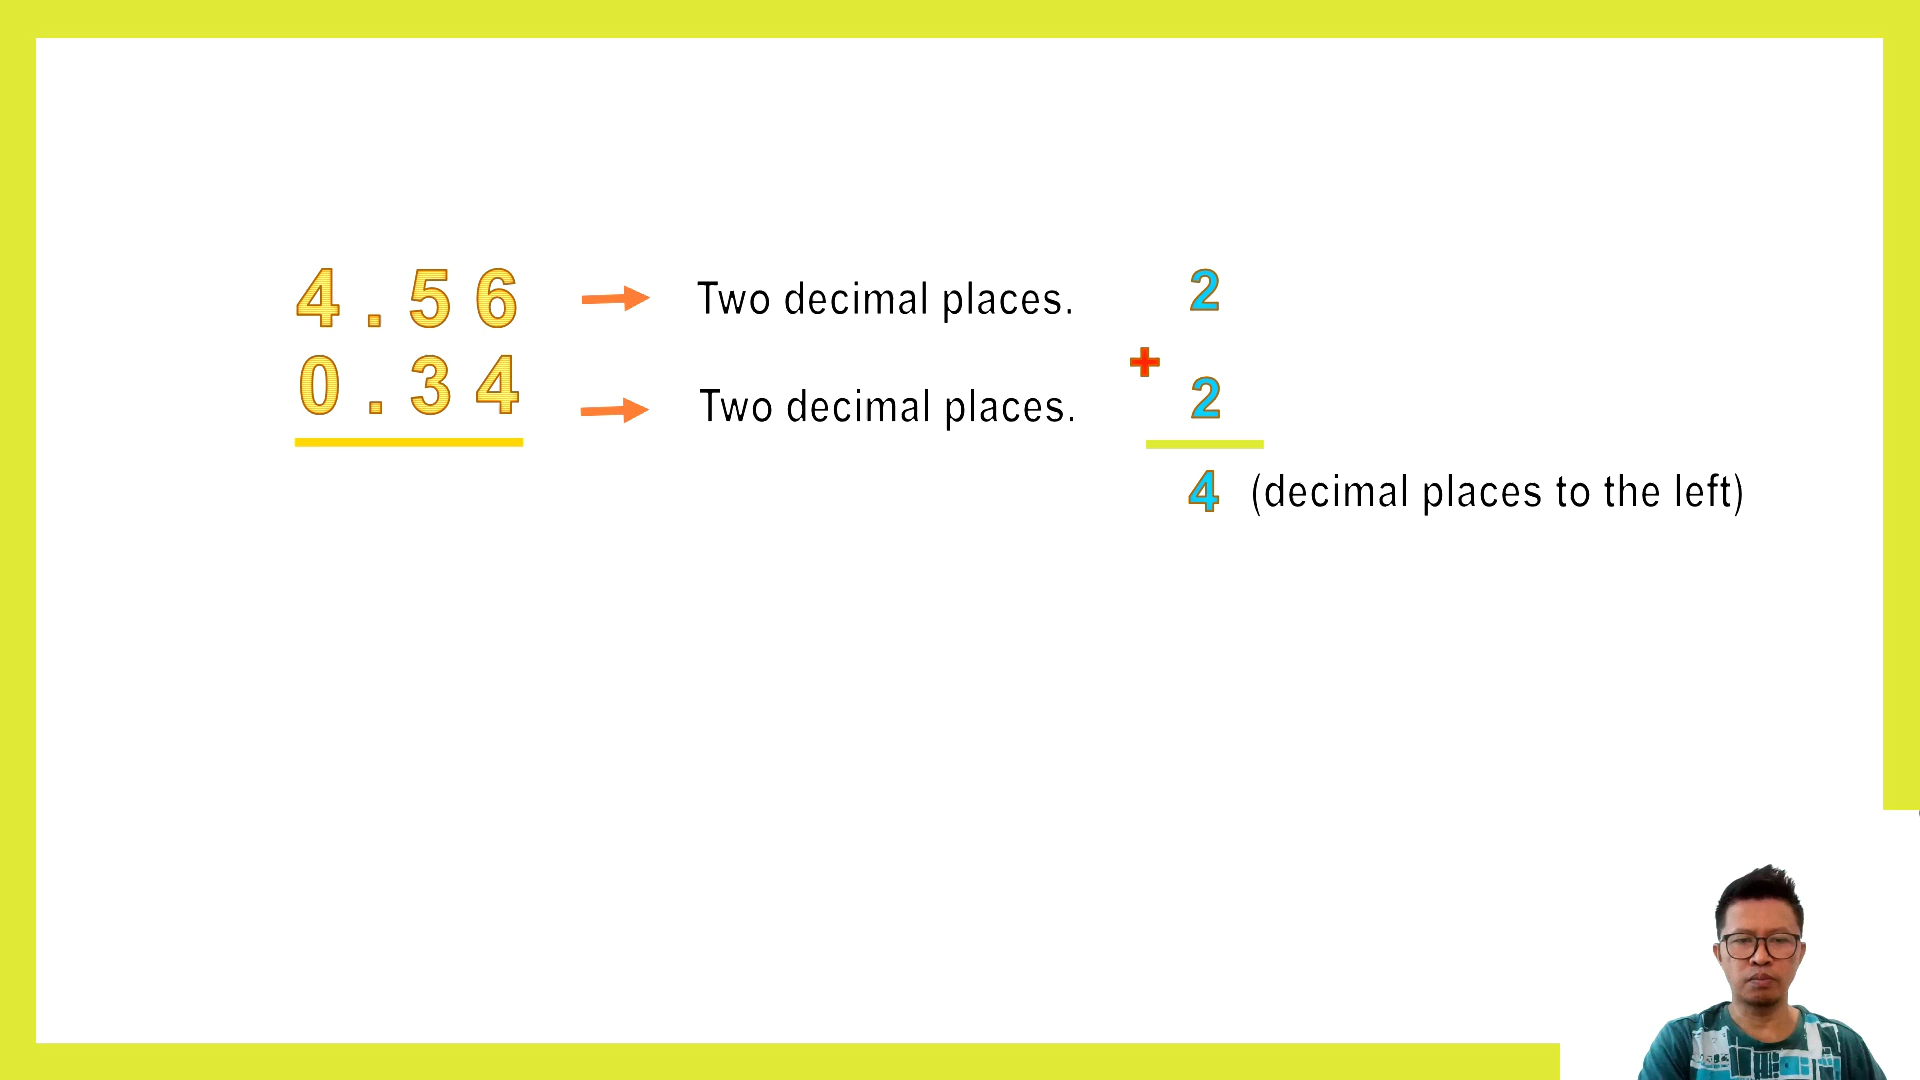 4.56 Two decimal places. 2
+
0.34 Two decimal places. 2
4 (decimal places to the left)